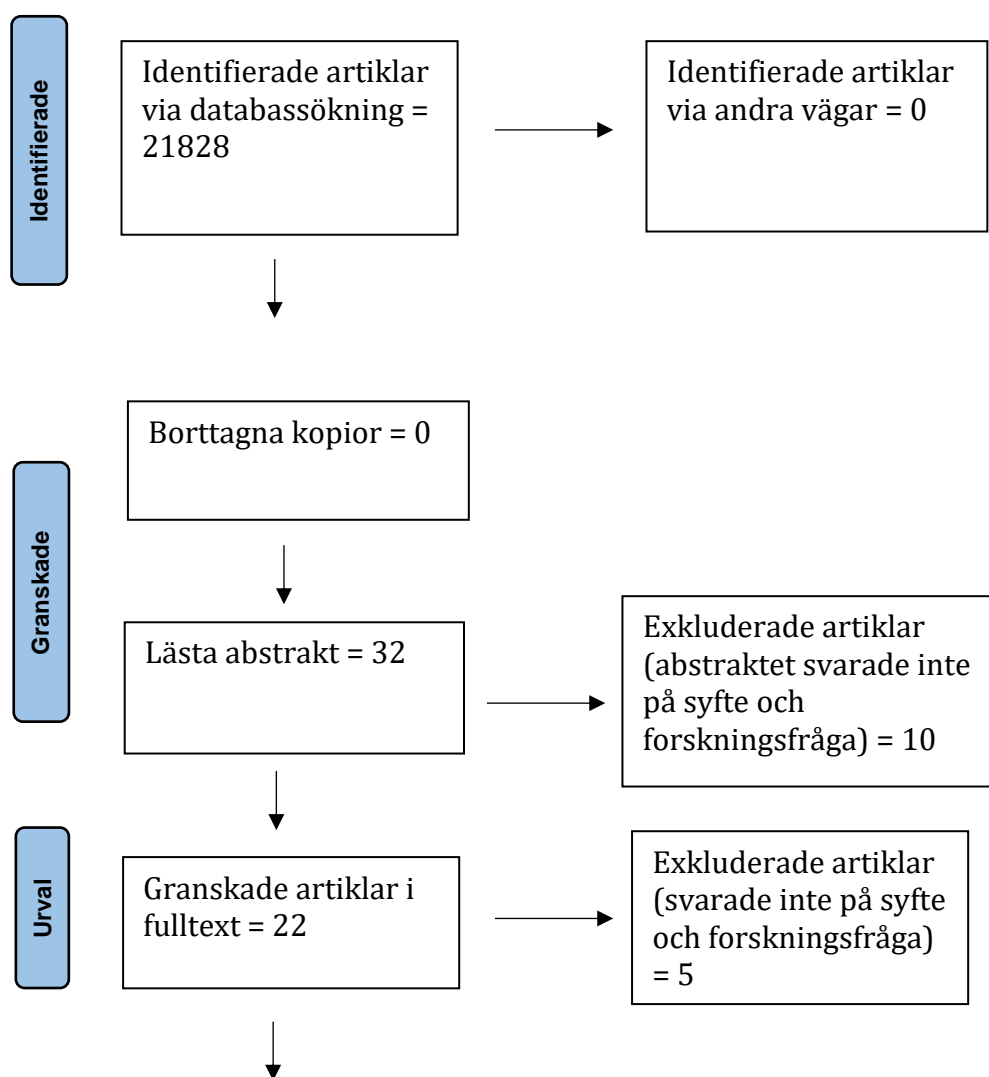 Identifierade
Identifierade artiklar
via databassökning =
21828
Identifierade artiklar
via andra vägar = 0
Granskade
Borttagna kopior = 0
Lästa abstrakt = 32
Exkluderade artiklar
(abstraktet svarade inte
på syfte och
forskningsfråga) = 10
Urval
Granskade artiklar i
fulltext = 22
Exkluderade artiklar
(svarade inte på syfte
och forskningsfråga)
= 5